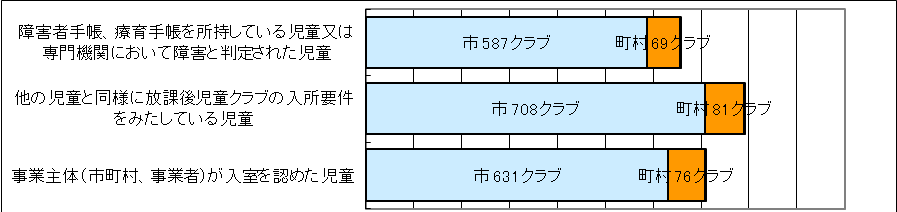 障害者手帳、療育手帳を所持している児童又は
専門機関において障害と判定された児童
市587クラブ 町村69クラブ
他の児童と同様に放課後児童クラブの入所要件
をみたしている児童
市708クラブ 町村81クラブ
事業主体(市町村、事業者)が入室を認めた児童
市631クラブ 町村76クラブ